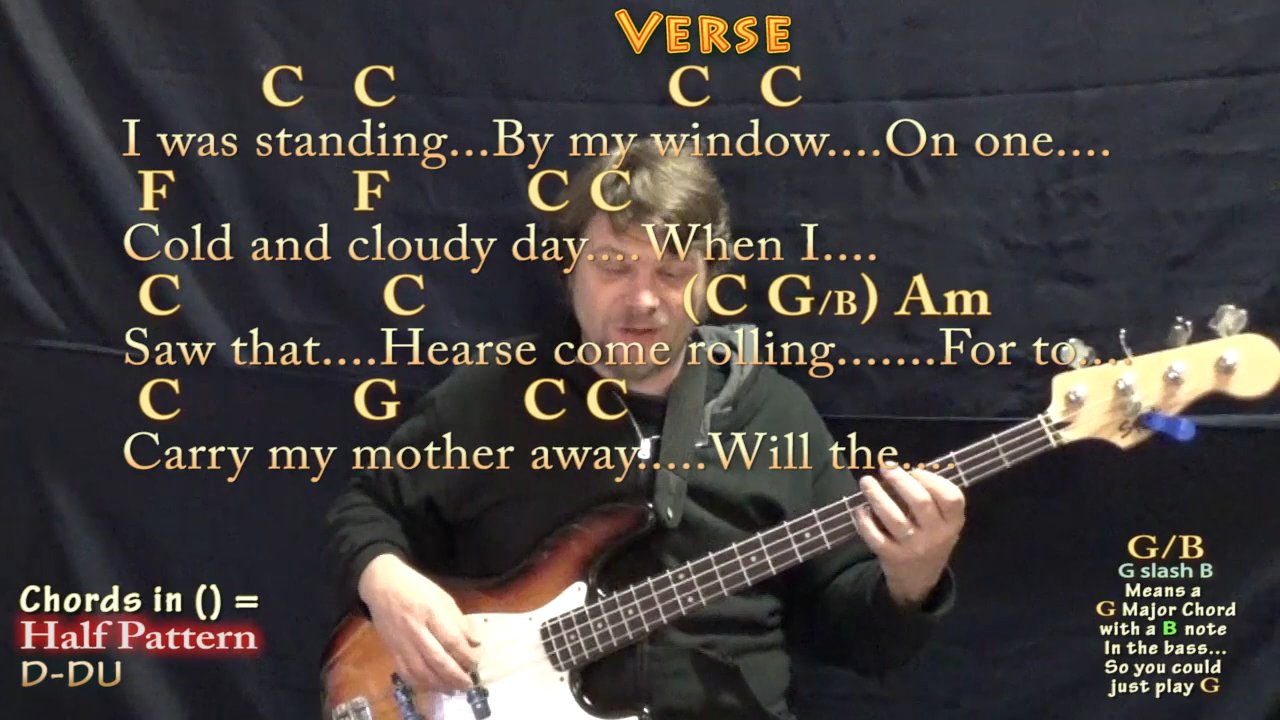 VERSE
C C C C
I was standing...By my window....On one....
F F C C
Cold and cloudy day....When I....
C C (C G/B) Am
Saw that....Hearse come rolling.......For to....
C G C C
Carry my mother away.....Will the....
Chords in () =
Half Pattern
D-DU
G/B
G slash B
Means a
G Major Chord
with a B note
In the bass...
So you could
just play G